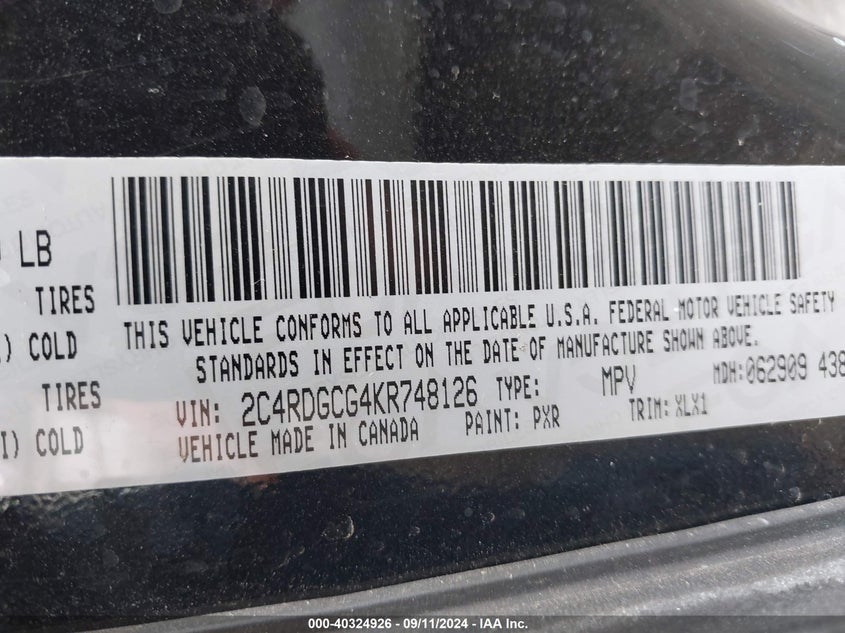 LB
TIRES
COLD
TIRES
I) COLD
THIS VEHICLE CONFORMS TO ALL APPLICABLE U.S.A. FEDERAL MOTOR VEHICLE SAFETY
STANDARDS IN EFFECT ON THE DATE OF MANUFACTURE SHOWN ABOVE.
VIN: 2C4RDGCG4KR748126 TYPE: MPV MDH:062909 438
VEHICLE MADE IN CANADA PAINT: PXR TRIM: XLX1
000-40324926 - 09/11/2024 - IAA Inc.